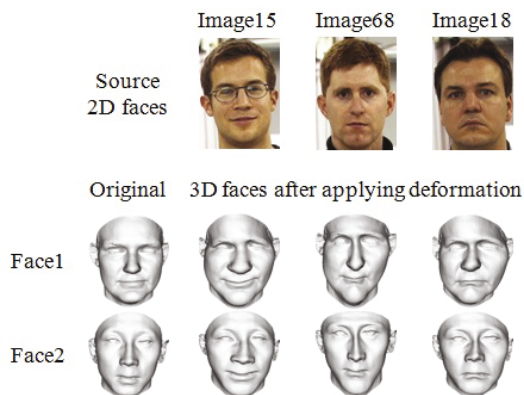 Image15 Image68 Image18
Source
2D faces
Original 3D faces after applying deformation
Face1
Face2